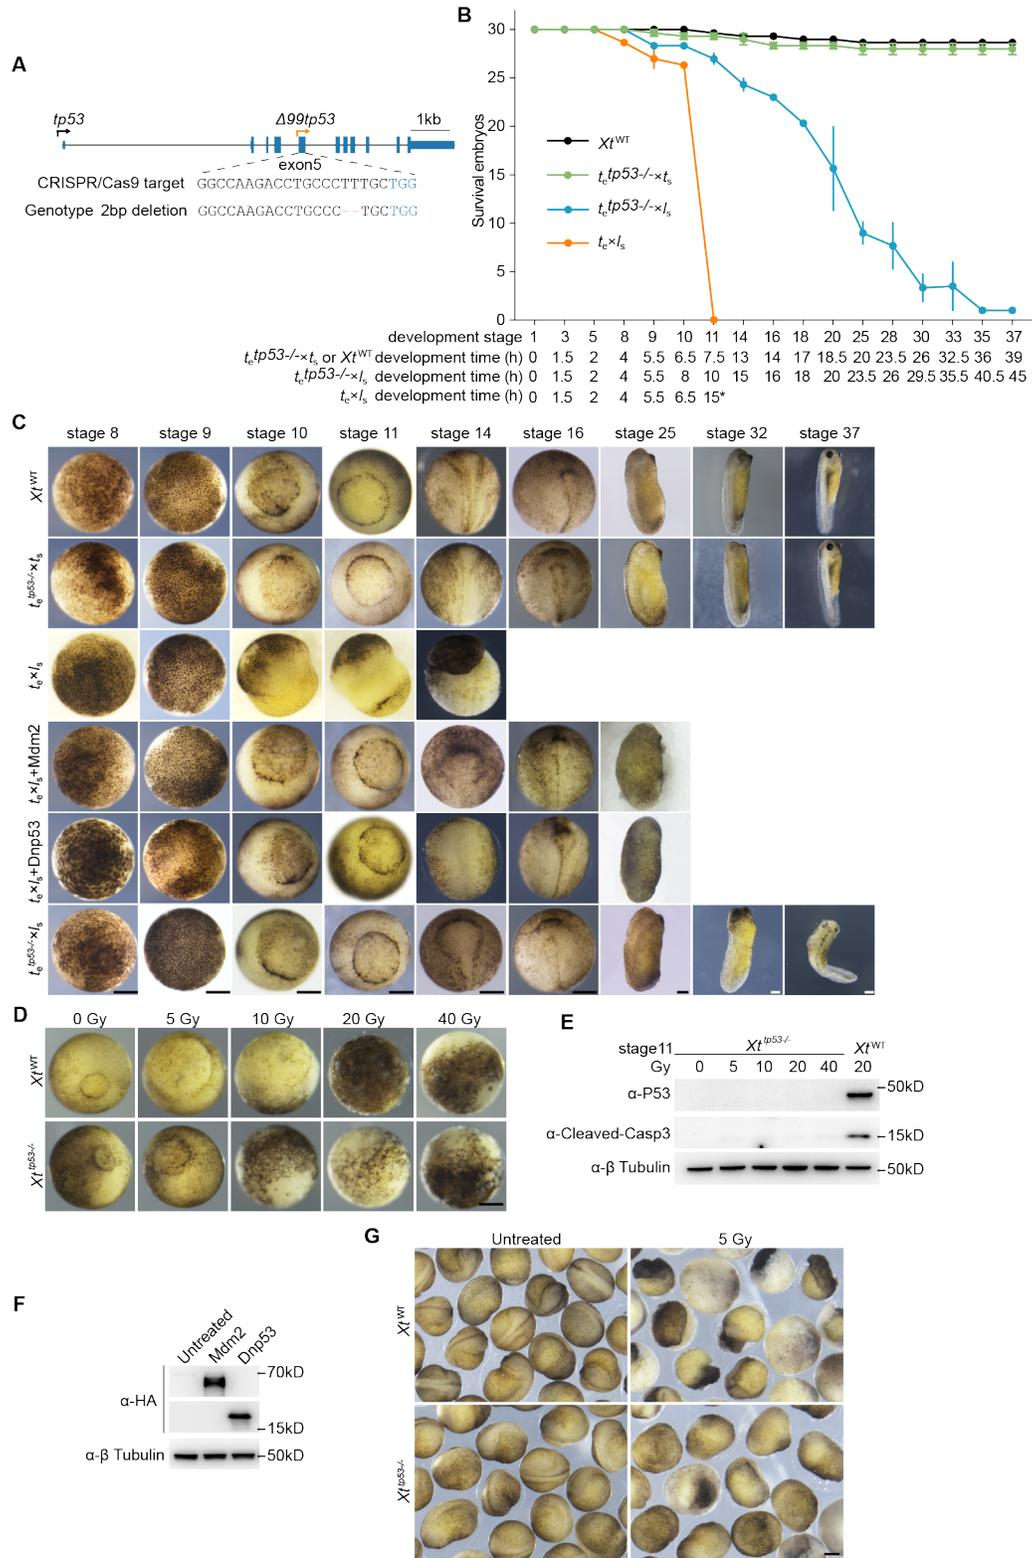 A
tp53
Δ99tp53
1kb
exon5
CRISPR/Cas9 target GGCCAAGACCTGCCCTTTGCTGG
Genotype 2bp deletion GGCCAAGACCTGCCC--TGCTGG
B
Survival embryos
30
25
20
15
10
5
0
XtWT
tetp53-/-×ts
tetp53-/-×ls
te×ls
development stage 1 3 5 8 9 10 11 14 16 18 20 25 28 30 33 35 37
tetp53-/-×ts or XtWT development time (h) 0 1.5 2 4 5.5 6.5 7.5 13 14 17 18.5 20 23.5 26 32.5 36 39
tetp53-/-×ls development time (h) 0 1.5 2 4 5.5 8 10 15 16 18 20 23.5 26 29.5 35.5 40.5 45
te×ls development time (h) 0 1.5 2 4 5.5 6.5 15*
C
stage 8 stage 9 stage 10 stage 11 stage 14 stage 16 stage 25 stage 32 stage 37
XtWT
tetp53-/-×ts
te×ls
te×ls+Mdm2
te×ls+Dnp53
tetp53-/-×ls
D
0 Gy 5 Gy 10 Gy 20 Gy 40 Gy
XtWT
Xttp53-/-
E
stage11 Xttp53-/- XtWT
Gy 0 5 10 20 40 20
α-P53 50kD
α-Cleaved-Casp3 15kD
α-β Tubulin 50kD
F
Untreated Mdm2 Dnp53
70kD
α-HA
15kD
α-β Tubulin 50kD
G
Untreated 5 Gy
XtWT
Xttp53-/-